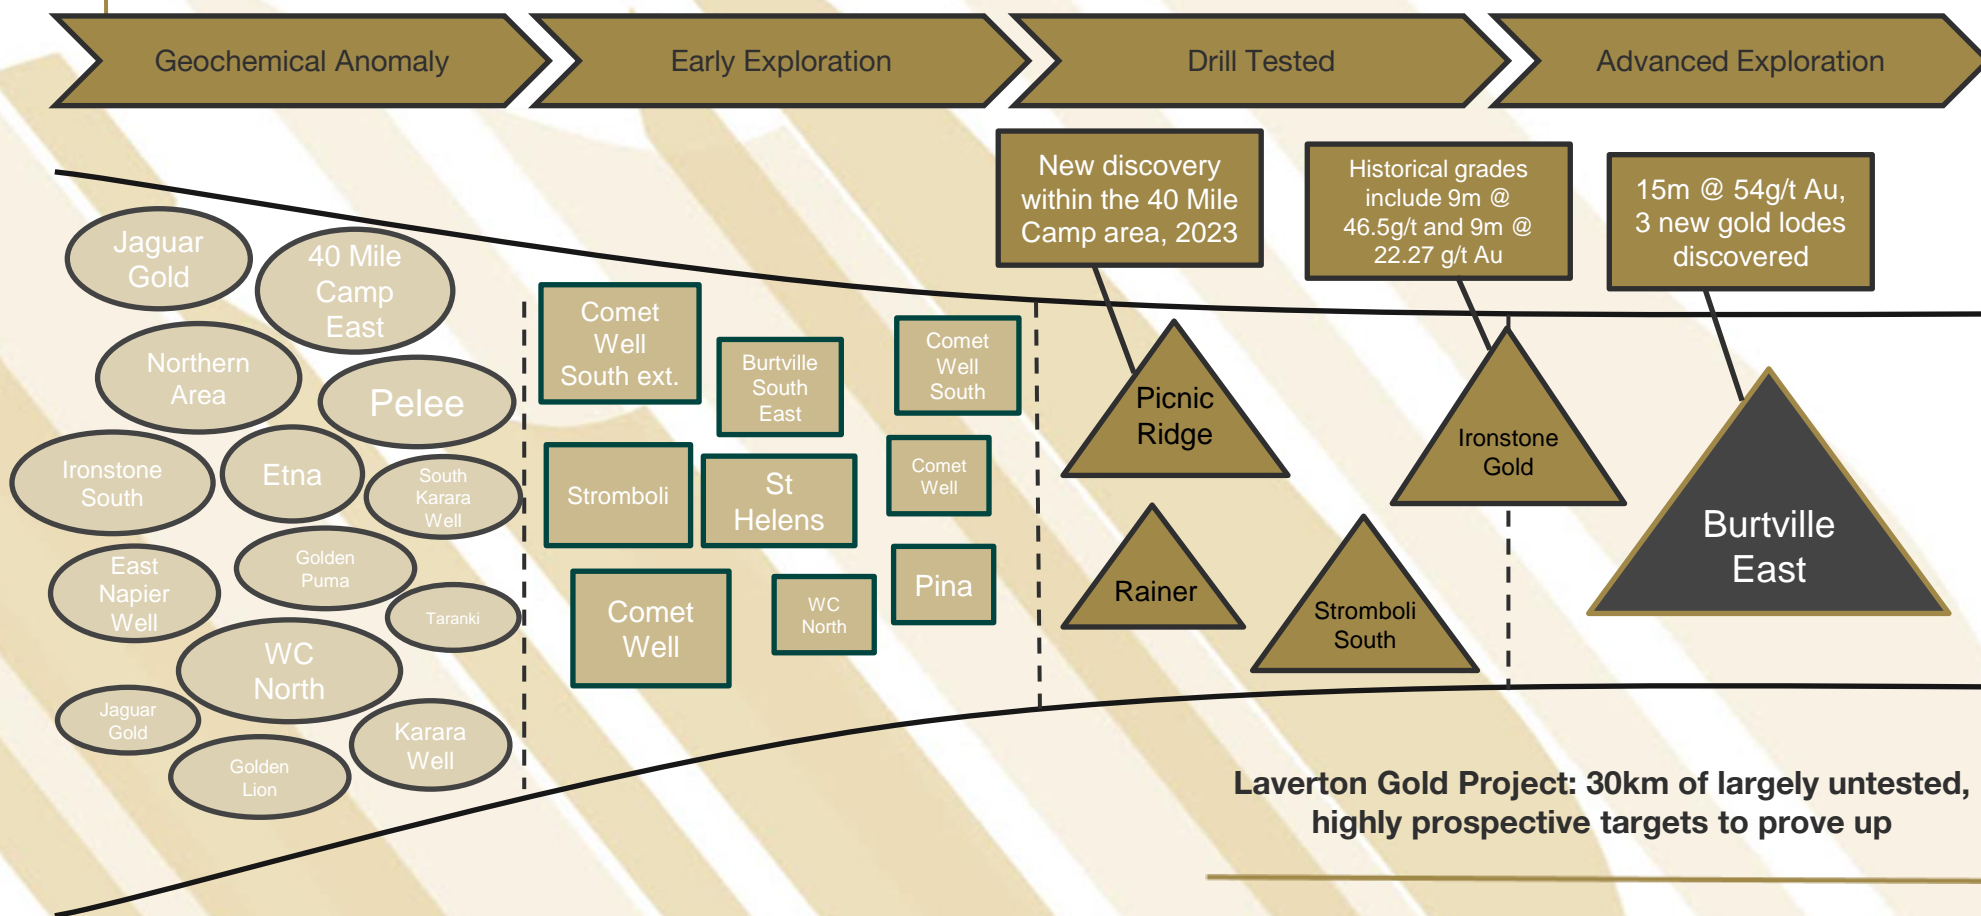 Geochemical Anomaly
Early Exploration
Drill Tested
Advanced Exploration
New discovery
within the 40 Mile
Camp area, 2023
Historical grades
include 9m @
46.5g/t and 9m @
22.27 g/t Au
15m @ 54g/t Au,
3 new gold lodes
discovered
Jaguar
Gold
40 Mile
Camp
East
Northern
Area
Pelee
Ironstone
South
Etna
South
Karara
Well
East
Napier
Well
Golden
Puma
Taranki
WC
North
Jaguar
Gold
Karara
Well
Golden
Lion
Comet
Well
South ext.
Burtville
South
East
Comet
Well
South
Stromboli
St
Helens
Comet
Well
Comet
Well
WC
North
Pina
Picnic
Ridge
Ironstone
Gold
Rainer
Stromboli
South
Burtville
East
Laverton Gold Project: 30km of largely untested,
highly prospective targets to prove up